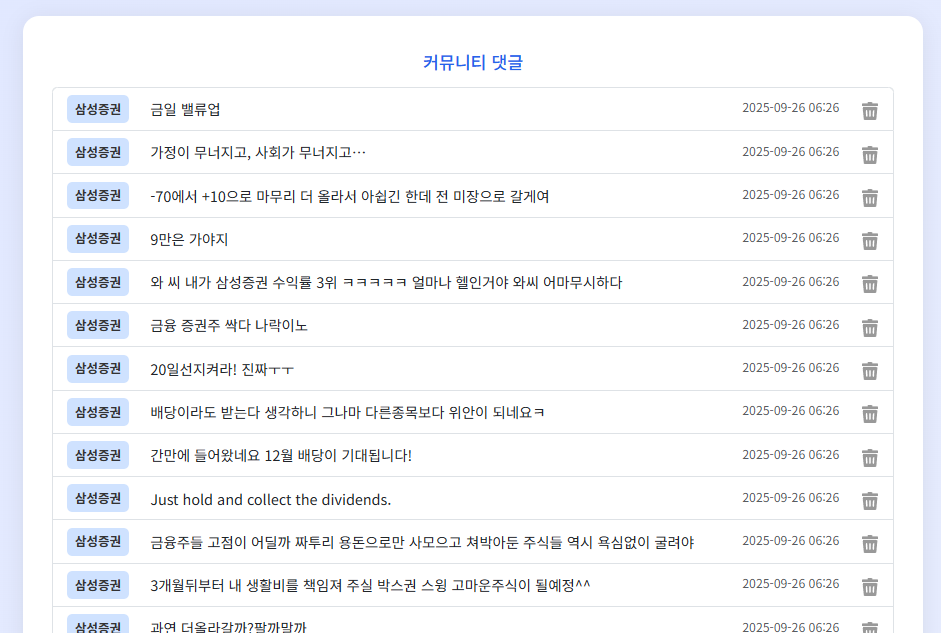 커뮤니티 댓글
삼성증권 금일 밸류업 2025-09-26 06:26
삼성증권 가정이 무너지고, 사회가 무너지고… 2025-09-26 06:26
삼성증권 -70에서 +10으로 마무리 더 올라서 아쉽긴 한데 전 미장으로 갈게여 2025-09-26 06:26
삼성증권 9만은 가야지 2025-09-26 06:26
삼성증권 와 씨 내가 삼성증권 수익률 3위 ㅋㅋㅋㅋㅋ 얼마나 헬인거야 와씨 어마무시하다 2025-09-26 06:26
삼성증권 금융 증권주 싹다 나락이노 2025-09-26 06:26
삼성증권 20일선지켜라! 진짜ㅜㅜ 2025-09-26 06:26
삼성증권 배당이라도 받는다 생각하니 그나마 다른종목보다 위안이 되네요ㅋ 2025-09-26 06:26
삼성증권 간만에 들어왔네요 12월 배당이 기대됩니다! 2025-09-26 06:26
삼성증권 Just hold and collect the dividends. 2025-09-26 06:26
삼성증권 금융주들 고점이 어딜까 짜투리 용돈으로만 사모으고 쳐박아둔 주식들 역시 욕심없이 굴려야 2025-09-26 06:26
삼성증권 3개월뒤부터 내 생활비를 책임져 주실 박스권 스윙 고마운주식이 될예정^^ 2025-09-26 06:26
삼성증권 과연 더올라갈까?팔까말까 2025-09-26 06:26